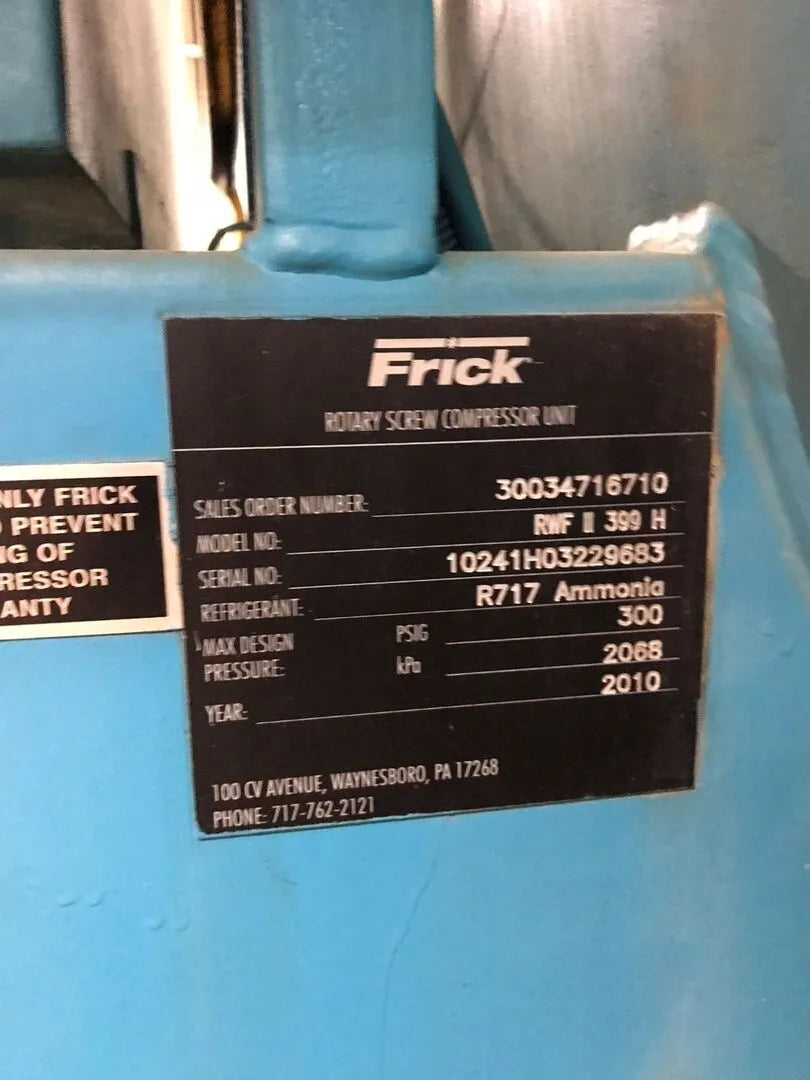 Frick
ROTARY SCREW COMPRESSOR UNIT
SALES ORDER NUMBER: 30034716710
MODEL NO: RWF II 399 H
SERIAL NO: 10241H03229683
REFRIGERANT: R717 Ammonia
MAX DESIGN PSIG 300
PRESSURE: kPa 2068
YEAR: 2010
100 CV AVENUE, WAYNESBORO, PA 17268
PHONE: 717-762-2121
NLY FRICK
PREVENT
NG OF
RESSOR
ANTY